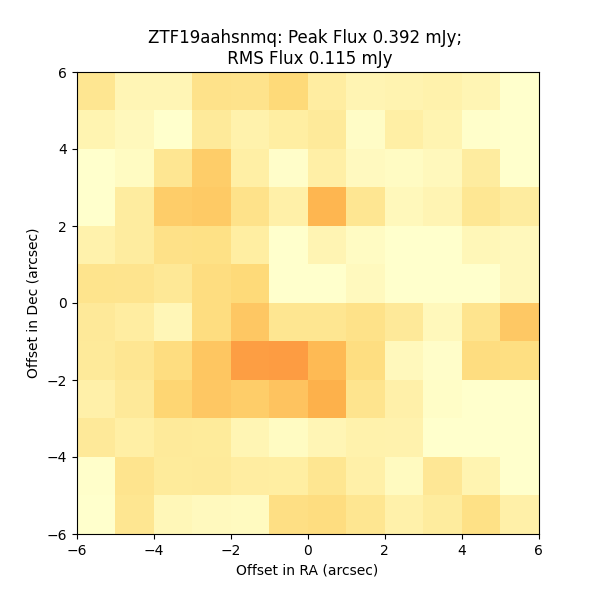 ZTF19aahsnmq: Peak Flux 0.392 mJy;
RMS Flux 0.115 mJy
6
4
2
0
−2
−4
−6
Offset in Dec (arcsec)
−6 −4 −2 0 2 4 6
Offset in RA (arcsec)